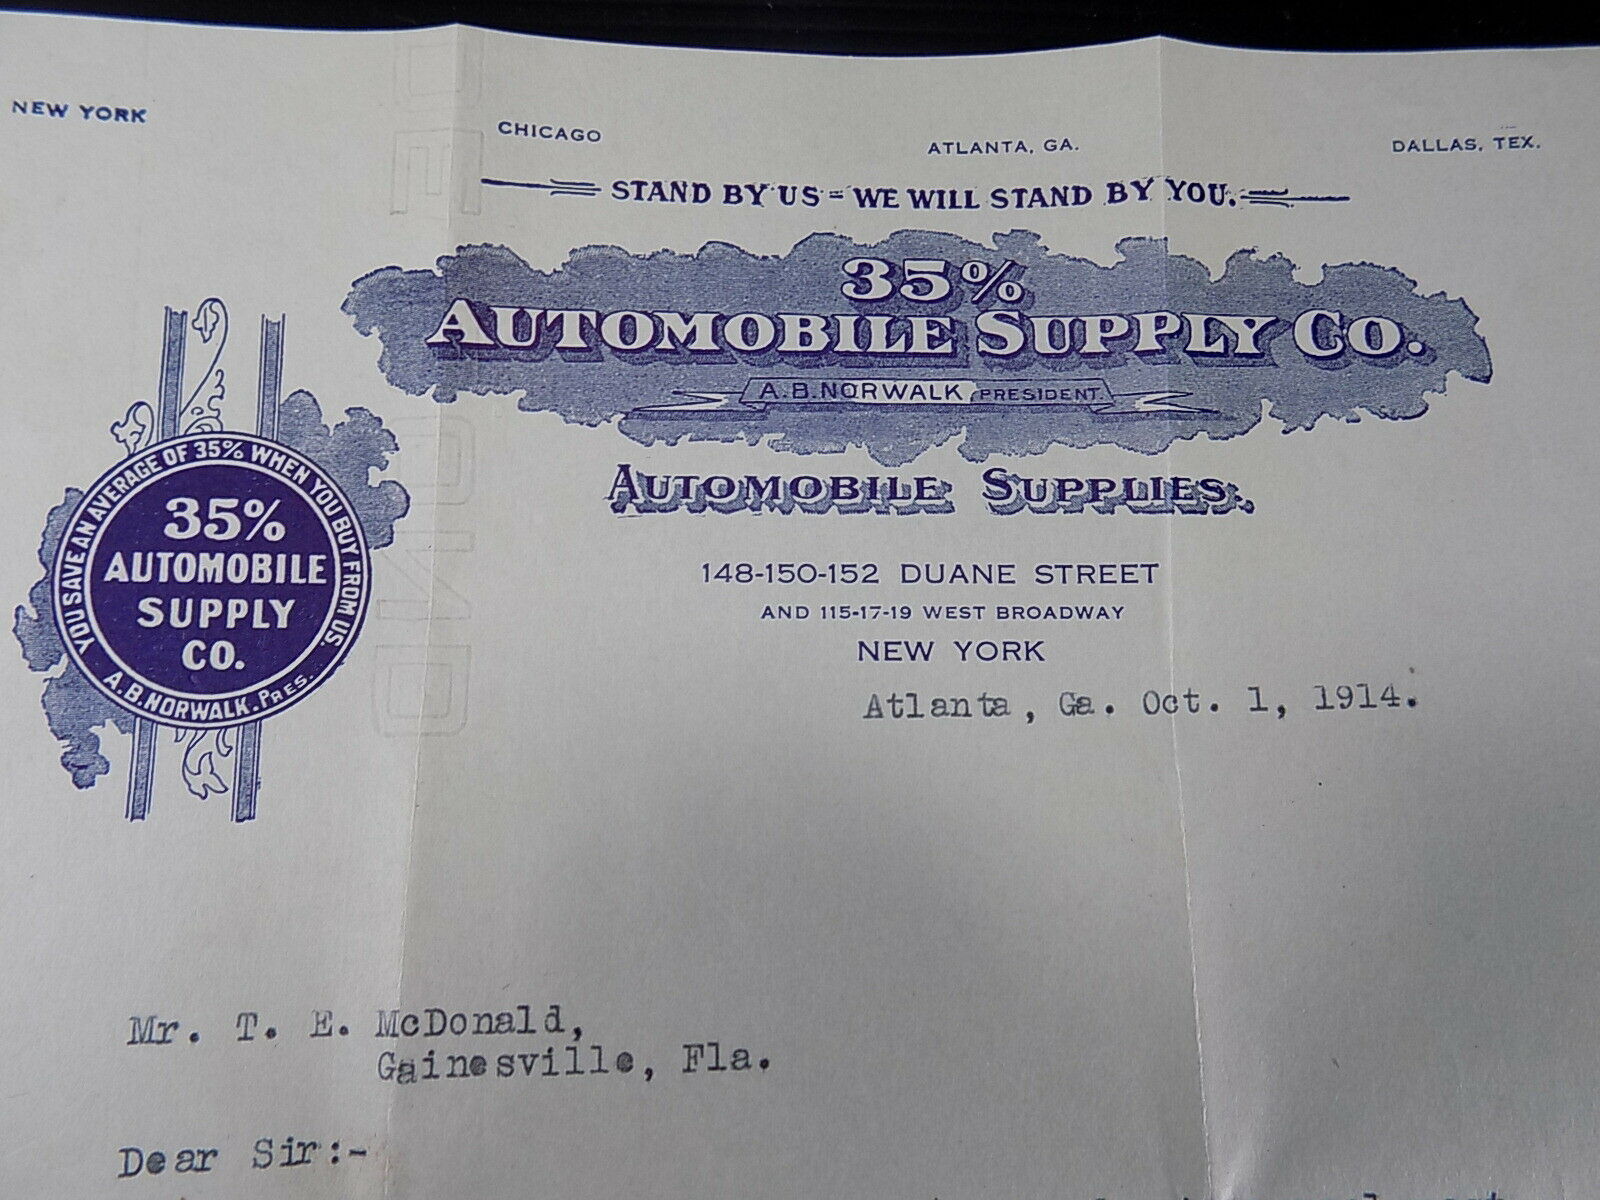 NEW YORK
CHICAGO
ATLANTA, GA.
DALLAS, TEX.
STAND BY US = WE WILL STAND BY YOU.
35%
AUTOMOBILE SUPPLY CO.
A.B. NORWALK, PRESIDENT.
AUTOMOBILE SUPPLIES.
YOU SAVE AN AVERAGE OF 35% WHEN YOU BUY FROM US.
35%
AUTOMOBILE
SUPPLY
CO.
A.B. NORWALK. PRES.
148-150-152 DUANE STREET
AND 115-17-19 WEST BROADWAY
NEW YORK
Atlanta, Ga. Oct. 1, 1914.
Mr. T. E. McDonald,
Gainesville, Fla.
Dear Sir:-